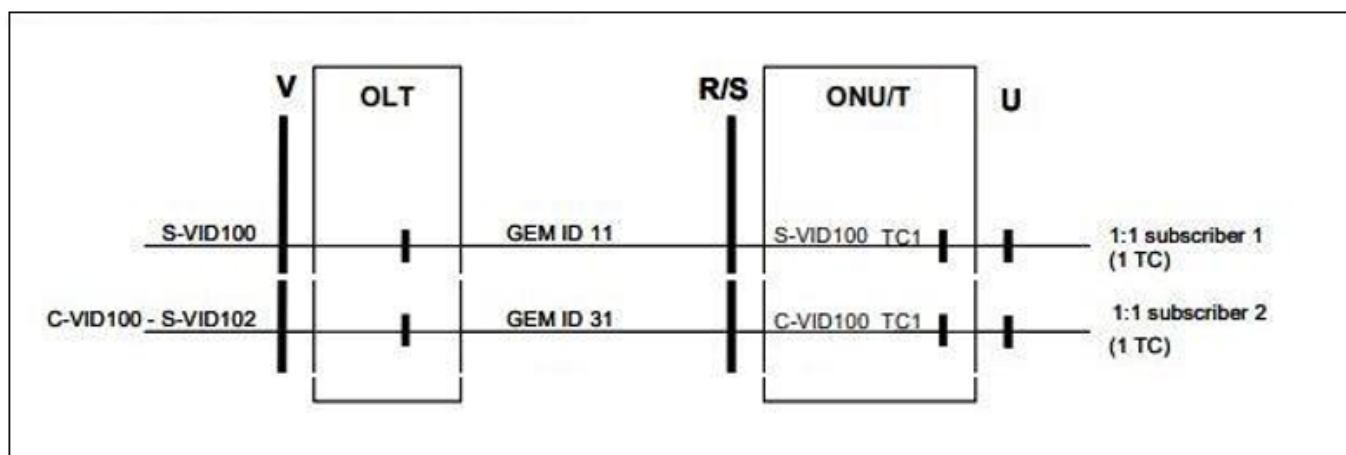 V OLT R/S ONU/T U
S-VID100 GEM ID 11 S-VID100 TC1 1:1 subscriber 1
(1 TC)
C-VID100 - S-VID102 GEM ID 31 C-VID100 TC1 1:1 subscriber 2
(1 TC)